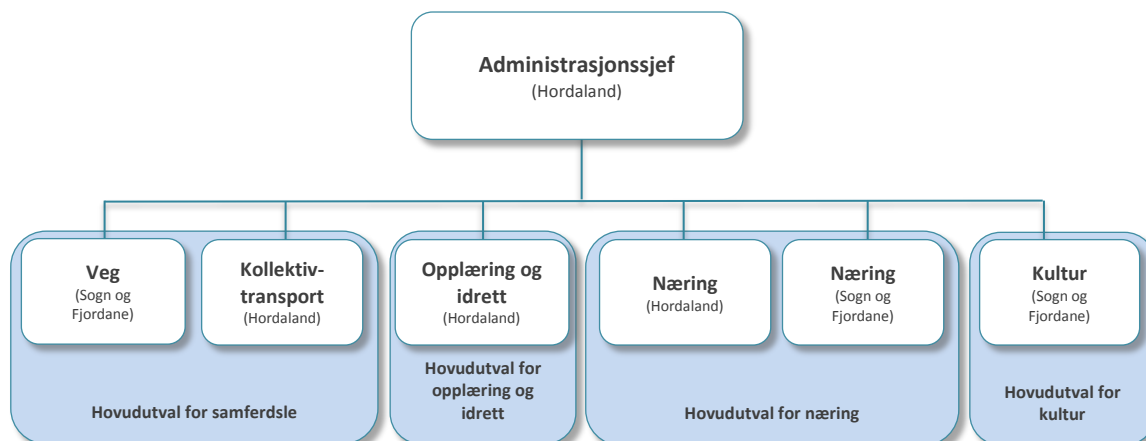 Administrasjonssjef
(Hordaland)
Veg
(Sogn og
Fjordane)
Kollektiv-
transport
(Hordaland)
Opplæring og
idrett
(Hordaland)
Næring
(Hordaland)
Næring
(Sogn og
Fjordane)
Kultur
(Sogn og
Fjordane)
Hovudutval for samferdsle
Hovudutval for
opplæring og
idrett
Hovudutval for næring
Hovudutval for
kultur